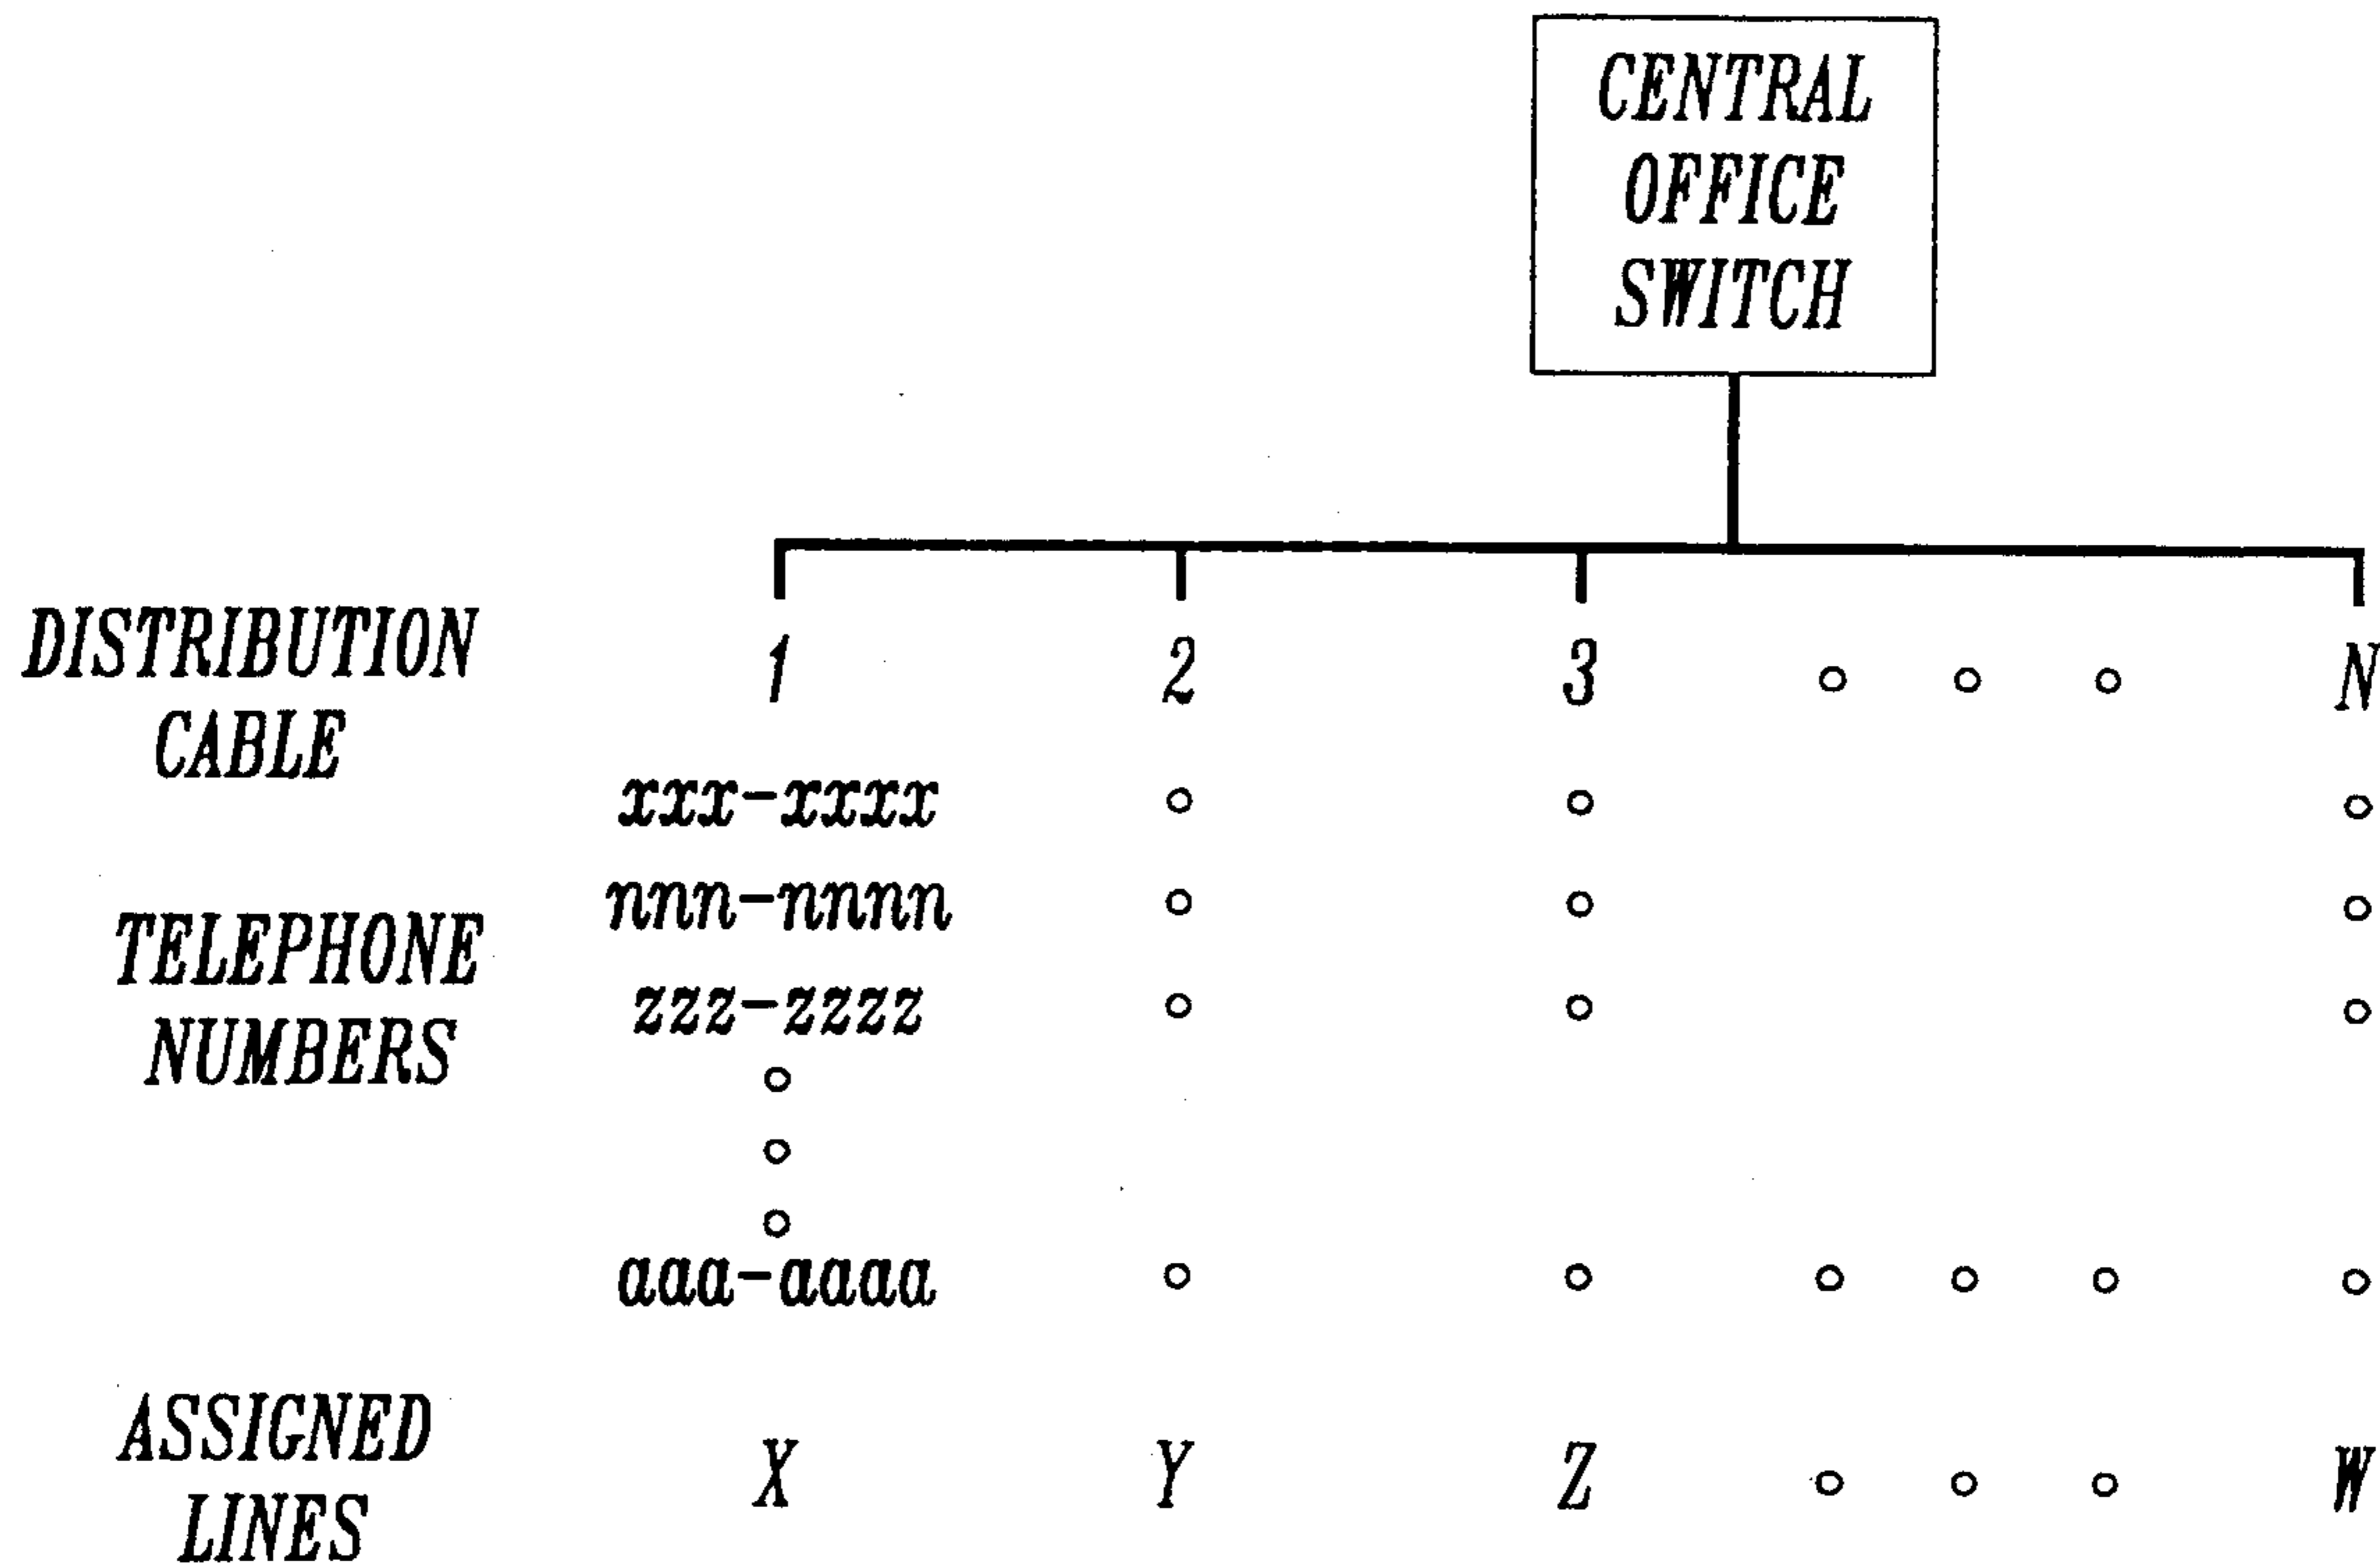 CENTRAL
OFFICE
SWITCH
DISTRIBUTION
CABLE
1 2 3 N
xxx-xxxx
nnn-nnnn
TELEPHONE
NUMBERS
zzz-zzzz
aaa-aaaa
ASSIGNED
LINES
X Y Z W